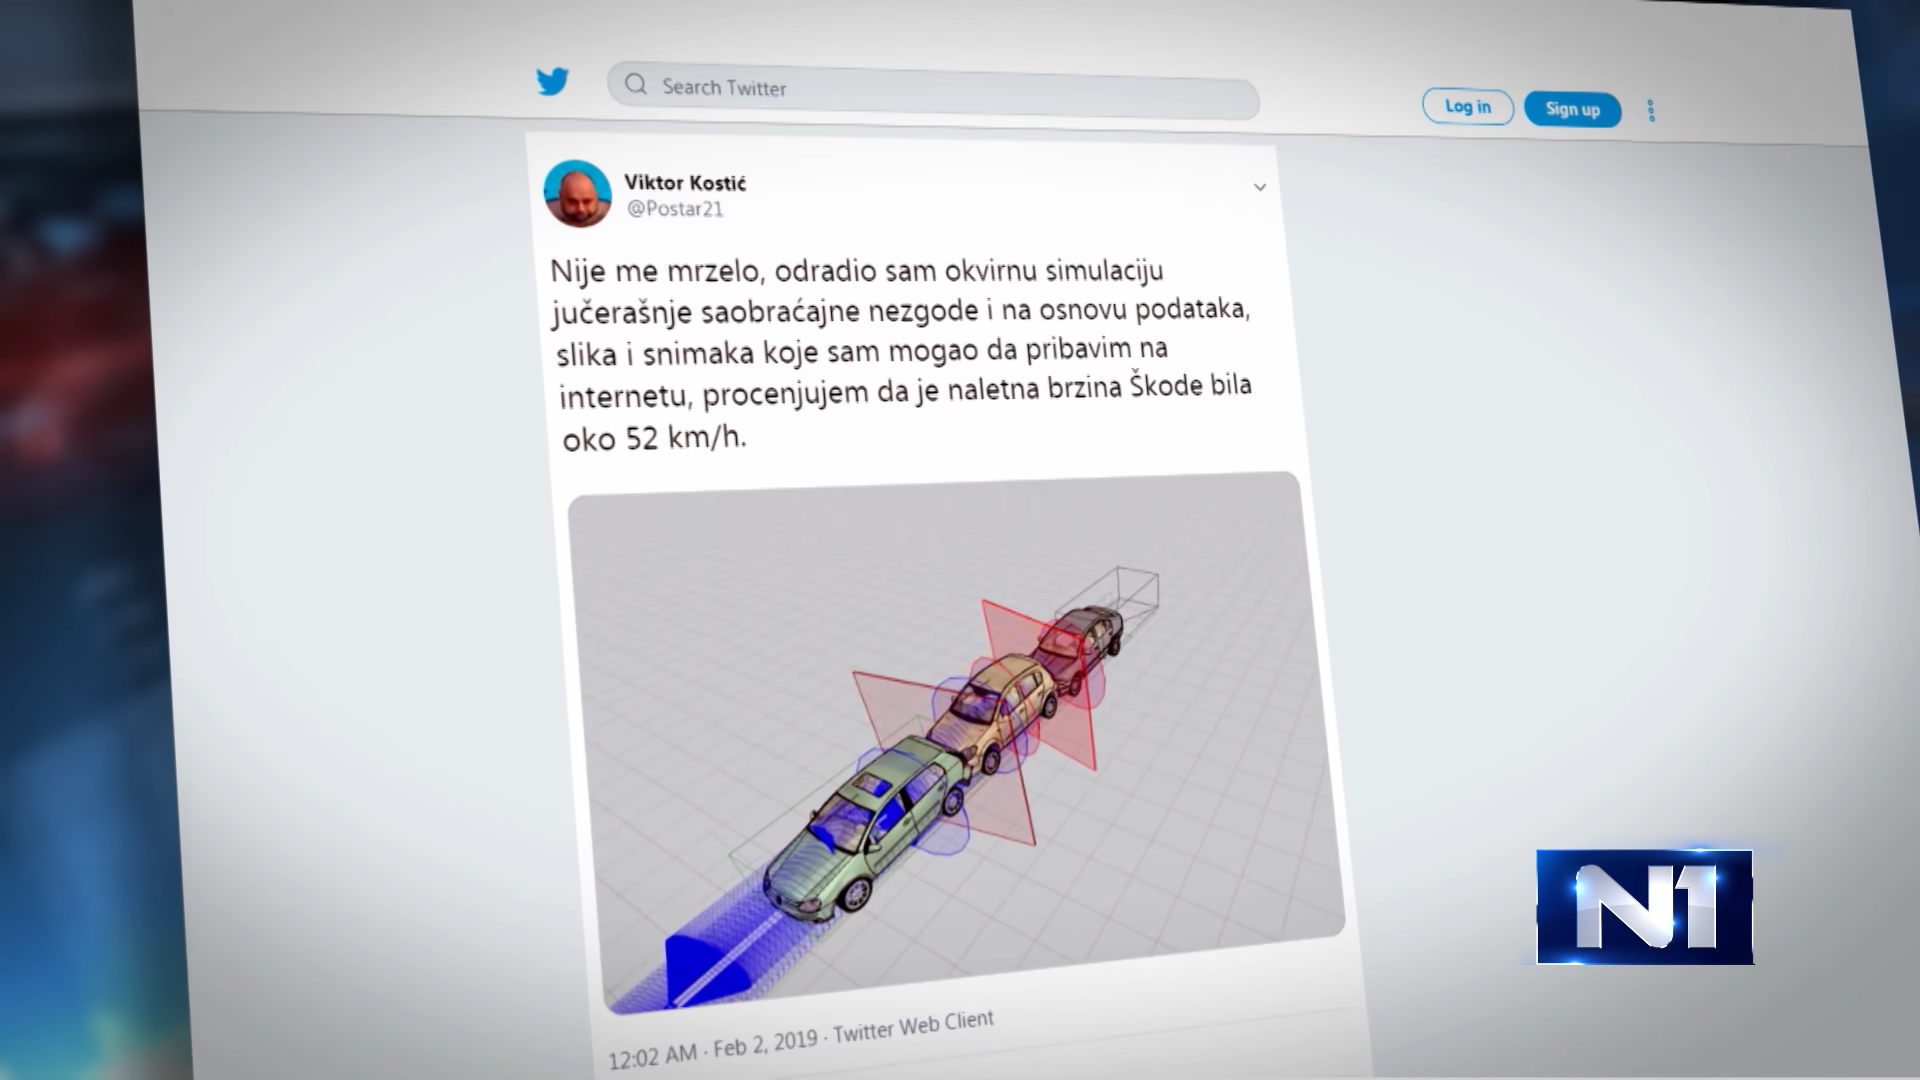 Search Twitter
Log in
Sign up
Viktor Kostić
@Postar21
Nije me mrzelo, odradio sam okvirnu simulaciju
jučerašnje saobraćajne nezgode i na osnovu podataka,
slika i snimaka koje sam mogao da pribavim na
internetu, procenjujem da je naletna brzina Škode bila
oko 52 km/h.
12:02 AM · Feb 2, 2019 · Twitter Web Client
N1